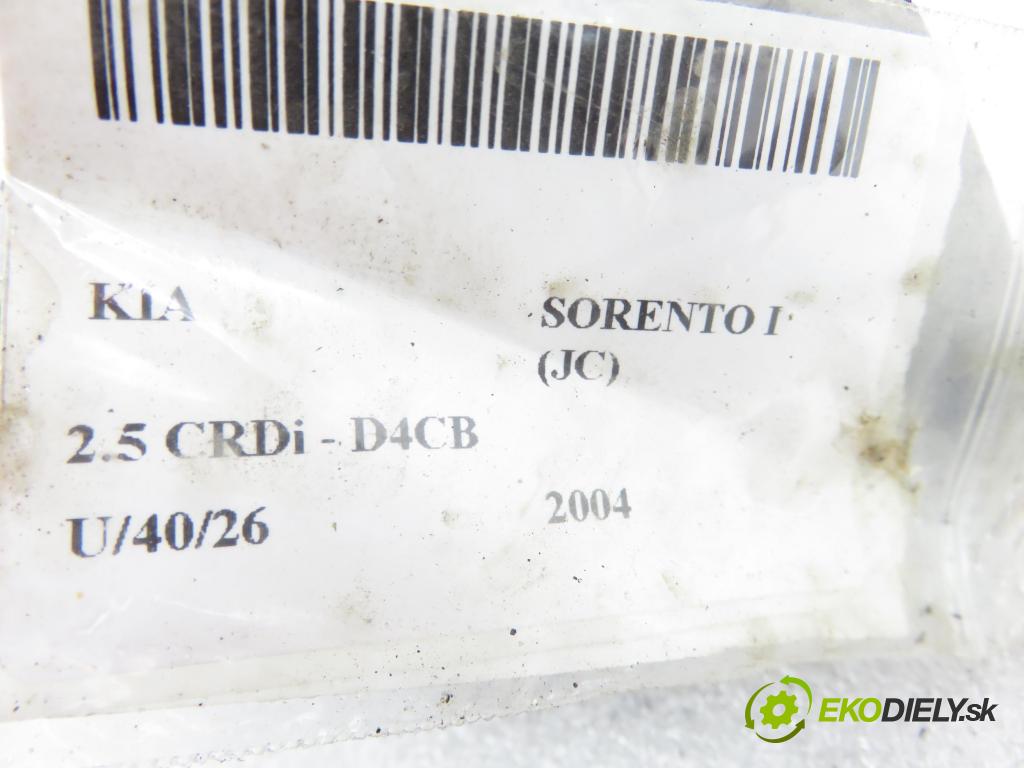 KIA
SORENTO I
(JC)
2.5 CRDi - D4CB
U/40/26
2004
EKODIELY.sk